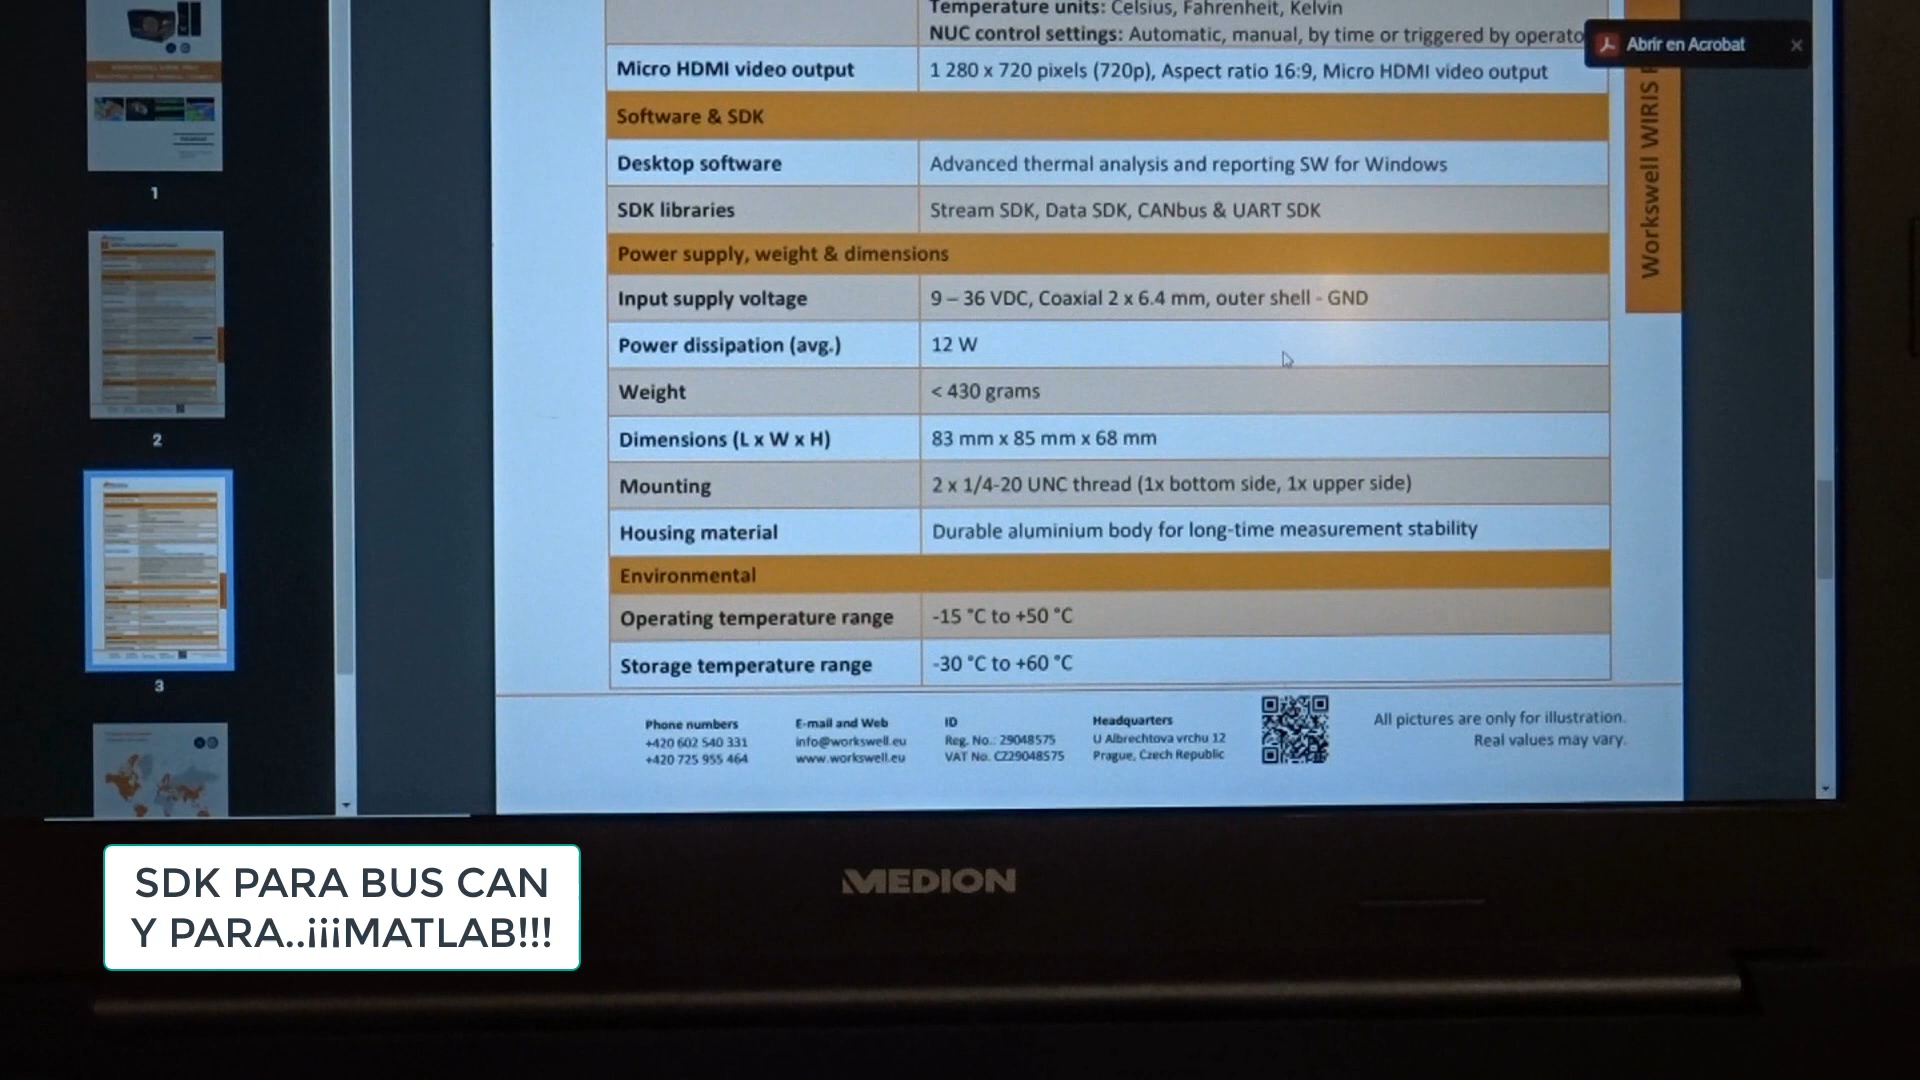 Temperature units: Celsius, Fahrenheit, Kelvin
NUC control settings: Automatic, manual, by time or triggered by operato
Abrir en Acrobat
Micro HDMI video output 1 280 x 720 pixels (720p), Aspect ratio 16:9, Micro HDMI video output
Software & SDK
Desktop software Advanced thermal analysis and reporting SW for Windows
SDK libraries Stream SDK, Data SDK, CANbus & UART SDK
Power supply, weight & dimensions
Input supply voltage 9 – 36 VDC, Coaxial 2 x 6.4 mm, outer shell - GND
Power dissipation (avg.) 12 W
Weight < 430 grams
Dimensions (L x W x H) 83 mm x 85 mm x 68 mm
Mounting 2 x 1/4-20 UNC thread (1x bottom side, 1x upper side)
Housing material Durable aluminium body for long-time measurement stability
Environmental
Operating temperature range -15 °C to +50 °C
Storage temperature range -30 °C to +60 °C
Workswell WIRIS
Phone numbers
+420 602 540 331
+420 725 955 464
E-mail and Web
info@workswell.eu
www.workswell.eu
ID
Reg. No.: 29048575
VAT No. CZ29048575
Headquarters
U Albrechtova vrchu 12
Prague, Czech Republic
All pictures are only for illustration.
Real values may vary.
1
2
3
MEDION
SDK PARA BUS CAN
Y PARA..¡¡¡MATLAB!!!